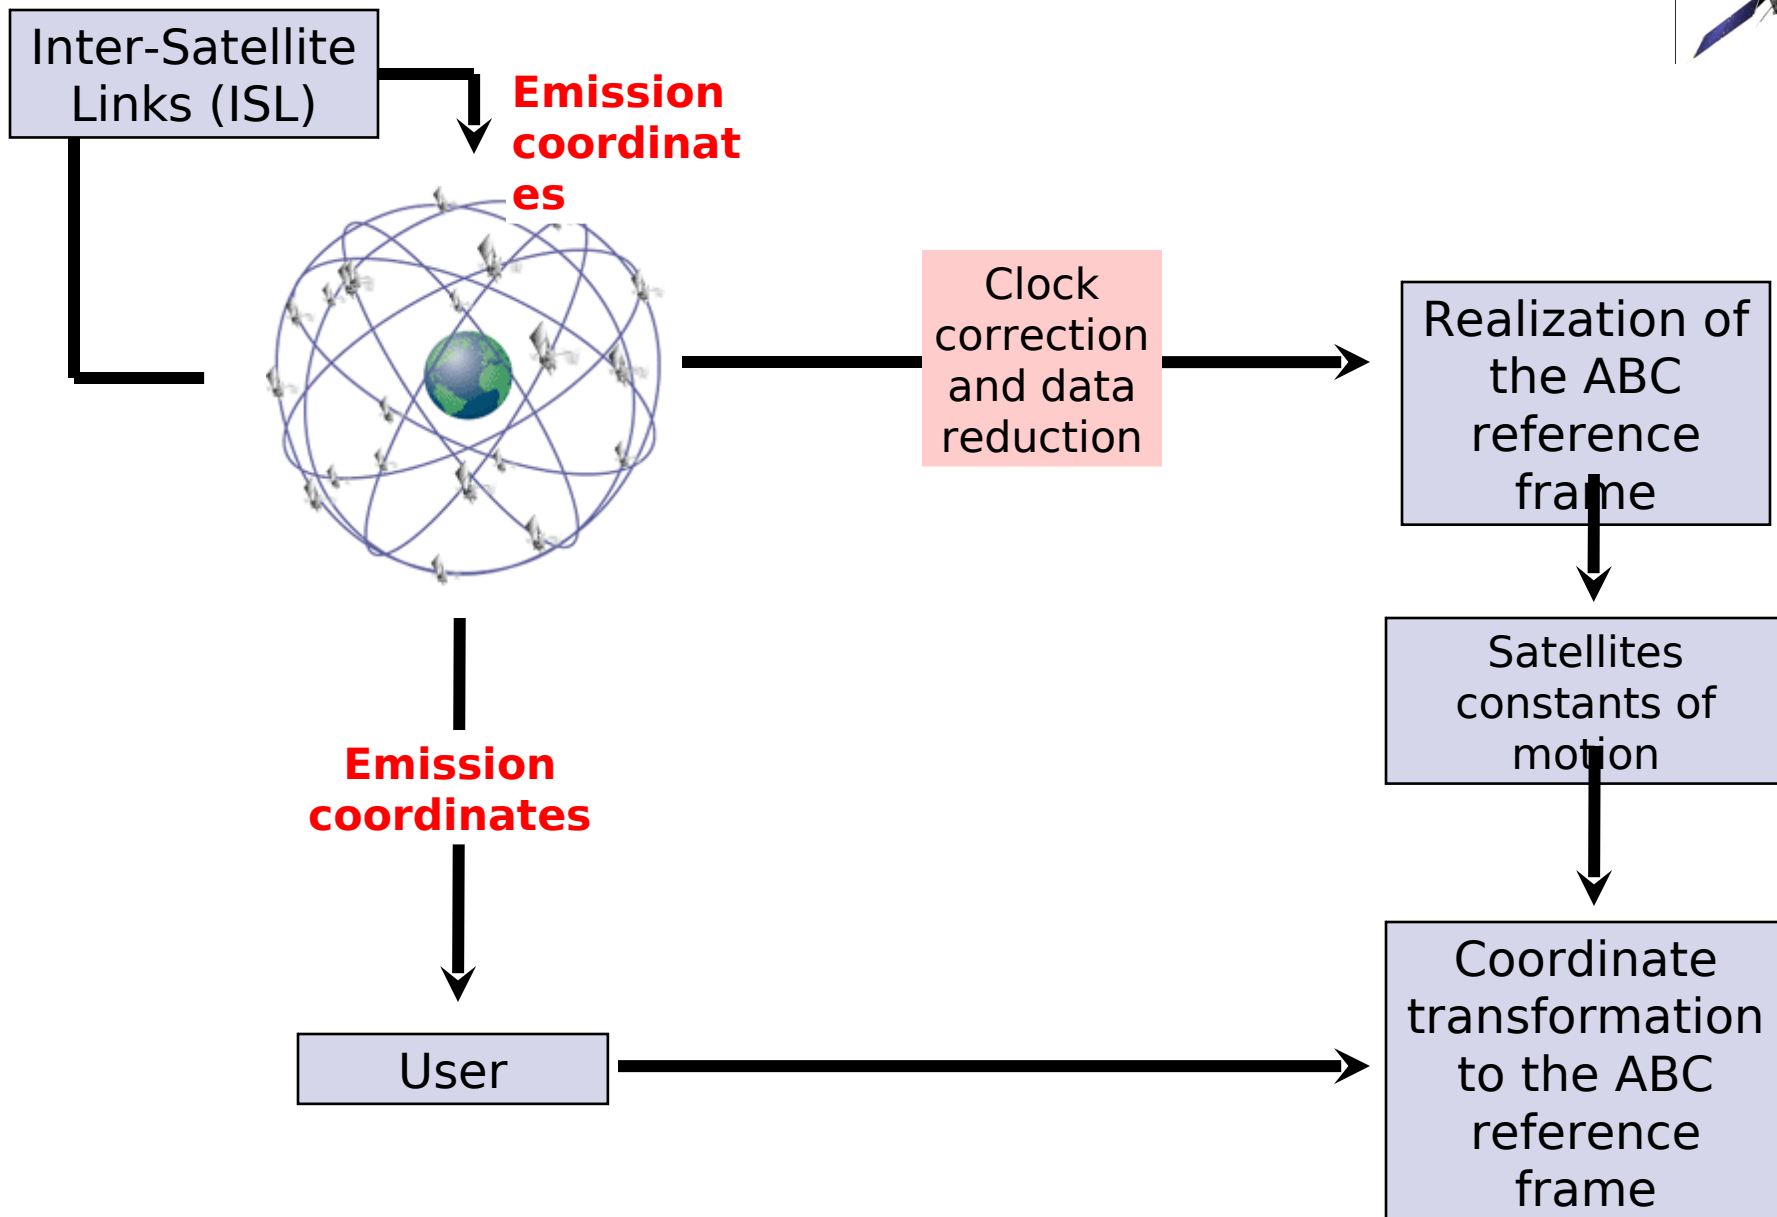 Inter-Satellite
Links (ISL)
Emission
coordinat
es
Clock
correction
and data
reduction
Realization of
the ABC
reference
frame
Satellites
constants of
motion
Emission
coordinates
User
Coordinate
transformation
to the ABC
reference
frame